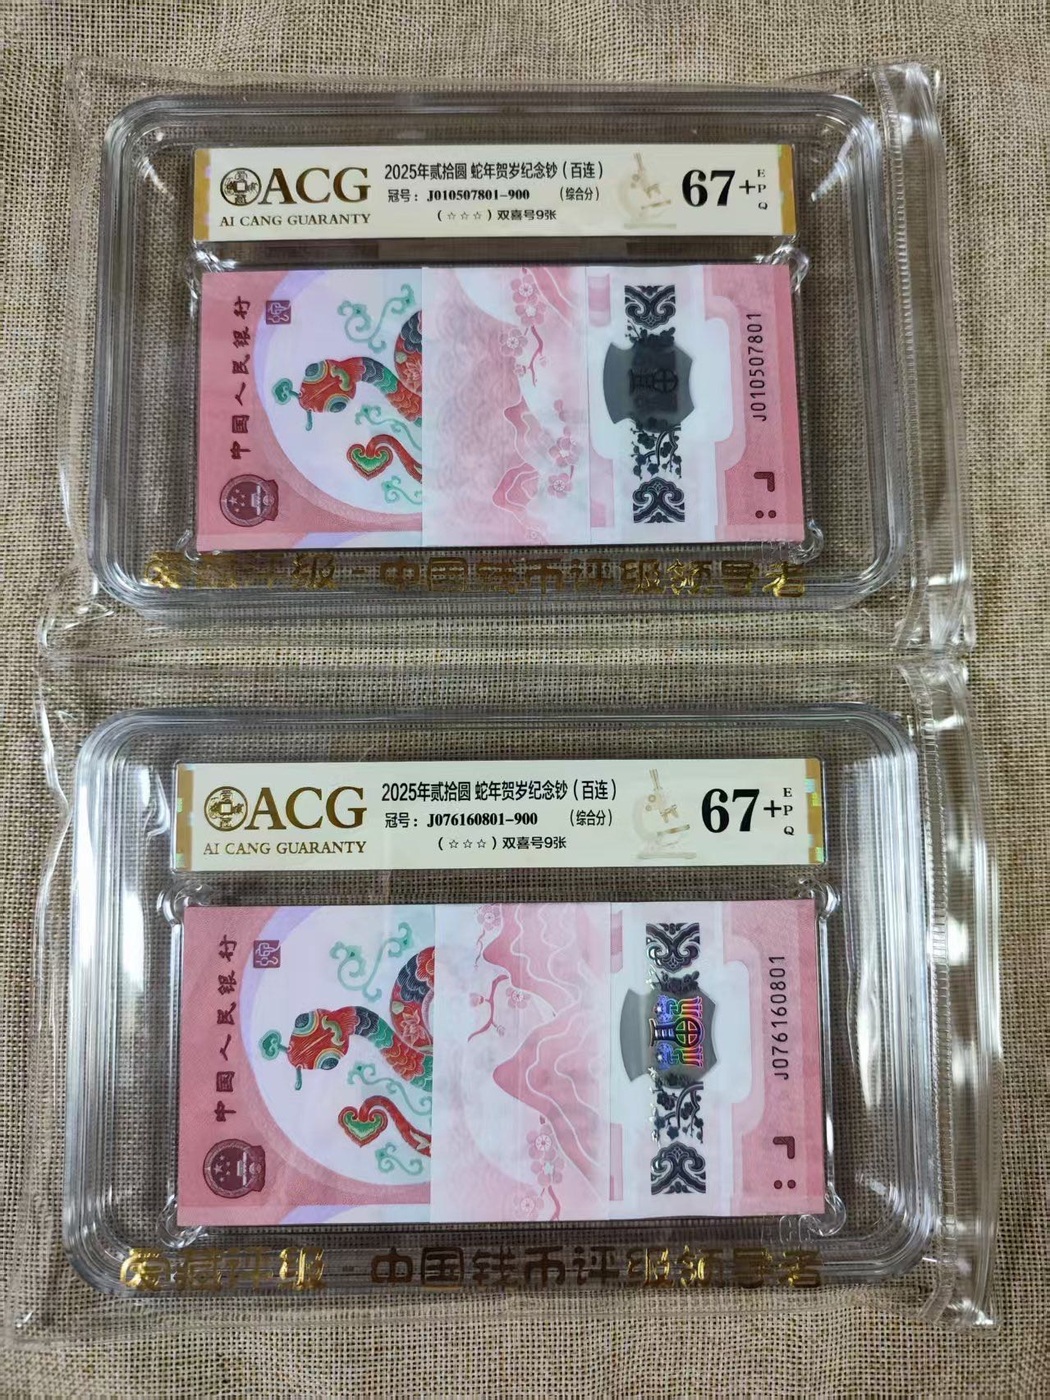 ACG
AI CANG GUARANTY
2025年贰拾圆 蛇年贺岁纪念钞（百连）
冠号：J010507801-900 （综合分）
（☆☆☆）双喜号9张
67+
EPQ
中国人民银行
J010507801
爱藏评级·中国钱币评级领导者
ACG
AI CANG GUARANTY
2025年贰拾圆 蛇年贺岁纪念钞（百连）
冠号：J076160801-900 （综合分）
（☆☆☆）双喜号9张
67+
EPQ
中国人民银行
福
J076160801
爱藏评级·中国钱币评级领导者